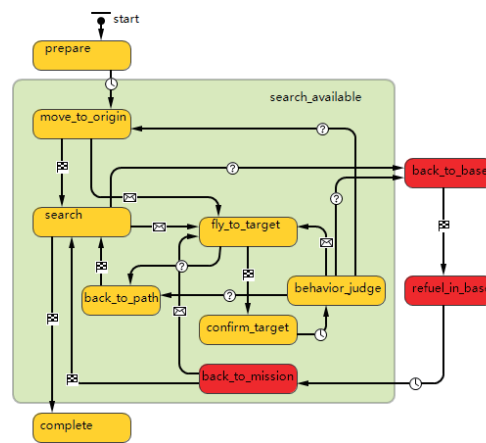 start
prepare
search_available
move_to_origin
?
?
back_to_base
?
search
fly_to_target
?
back_to_path
?
behavior_judge
refuel_in_base
confirm_target
back_to_mission
complete